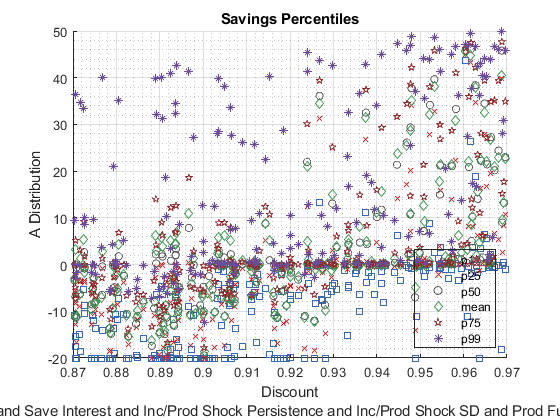 Savings Percentiles
A Distribution
50
40
30
20
10
0
-10
-20
p25
p50
mean
p75
p99
0.87
0.88
0.89
0.9
0.91
0.92
0.93
0.94
0.95
0.96
0.97
Discount
and Save Interest and Inc/Prod Shock Persistence and Inc/Prod Shock SD and Prod Fu